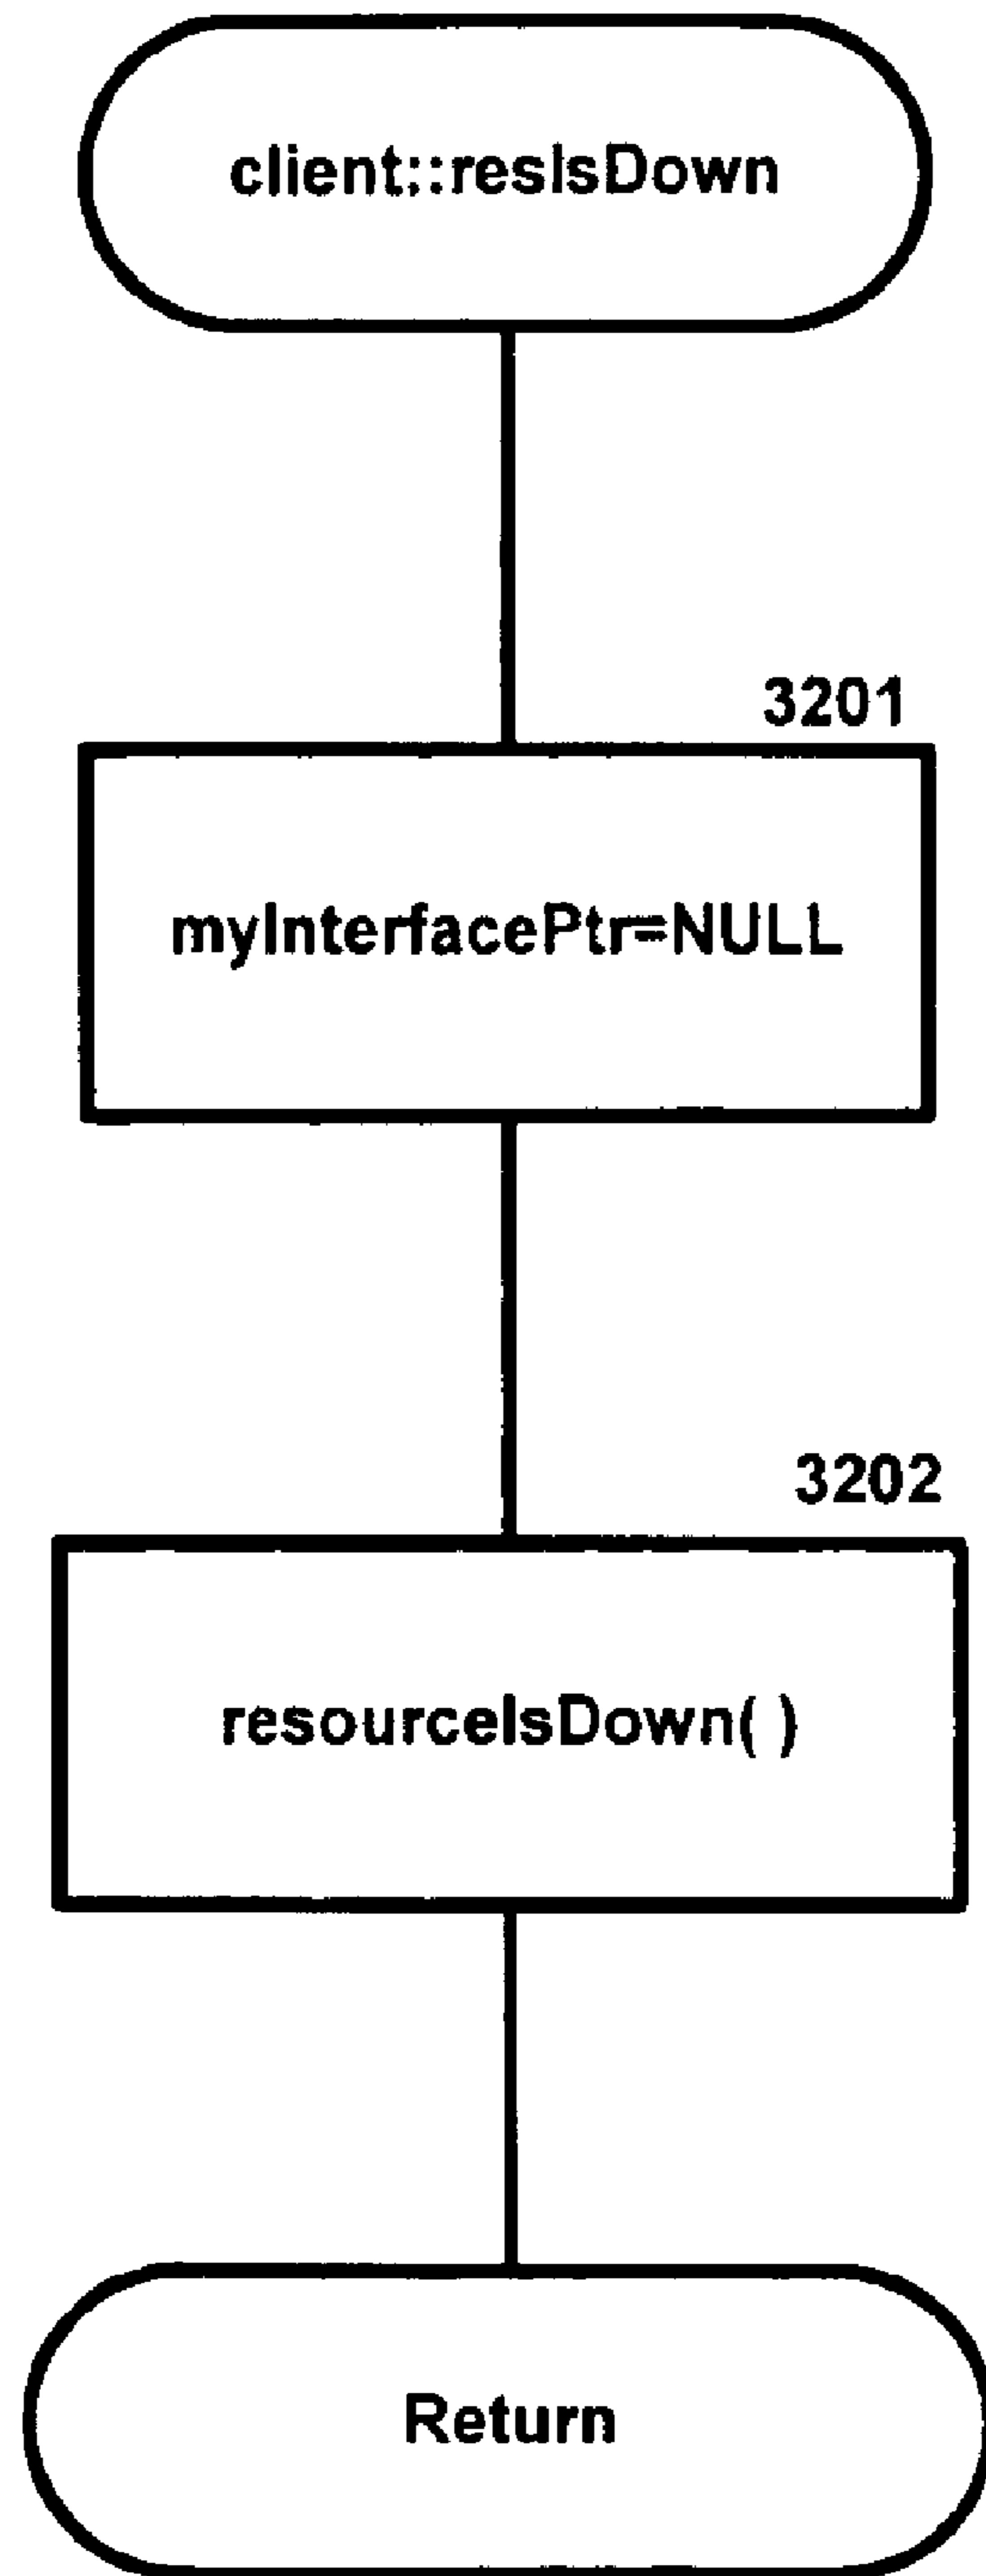 client::resIsDown
3201
myInterfacePtr=NULL
3202
resourceIsDown( )
Return